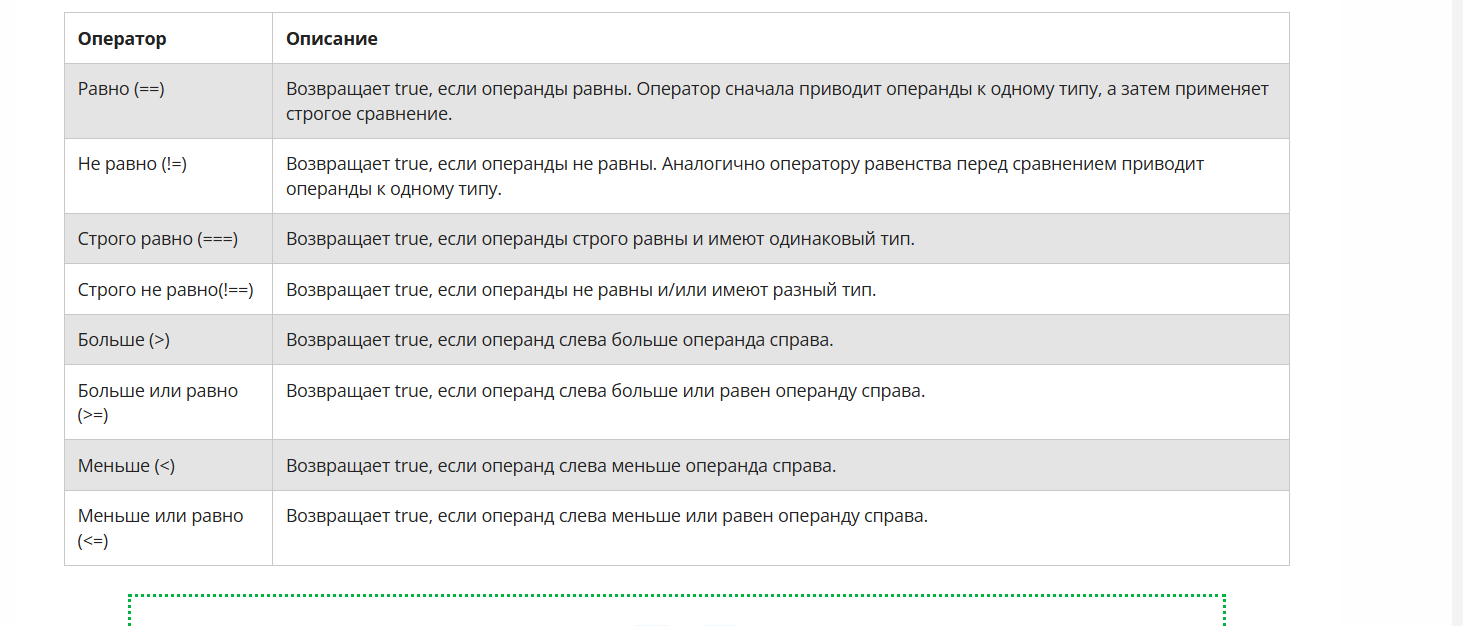 Оператор
Описание
Равно (==)
Возвращает true, если операнды равны. Оператор сначала приводит операнды к одному типу, а затем применяет
строгое сравнение.
Не равно (!=)
Возвращает true, если операнды не равны. Аналогично оператору равенства перед сравнением приводит
операнды к одному типу.
Строго равно (===)
Возвращает true, если операнды строго равны и имеют одинаковый тип.
Строго не равно(!==)
Возвращает true, если операнды не равны и/или имеют разный тип.
Больше (>)
Возвращает true, если операнд слева больше операнда справа.
Больше или равно
(>=)
Возвращает true, если операнд слева больше или равен операнду справа.
Меньше (<)
Возвращает true, если операнд слева меньше операнда справа.
Меньше или равно
(<=)
Возвращает true, если операнд слева меньше или равен операнду справа.